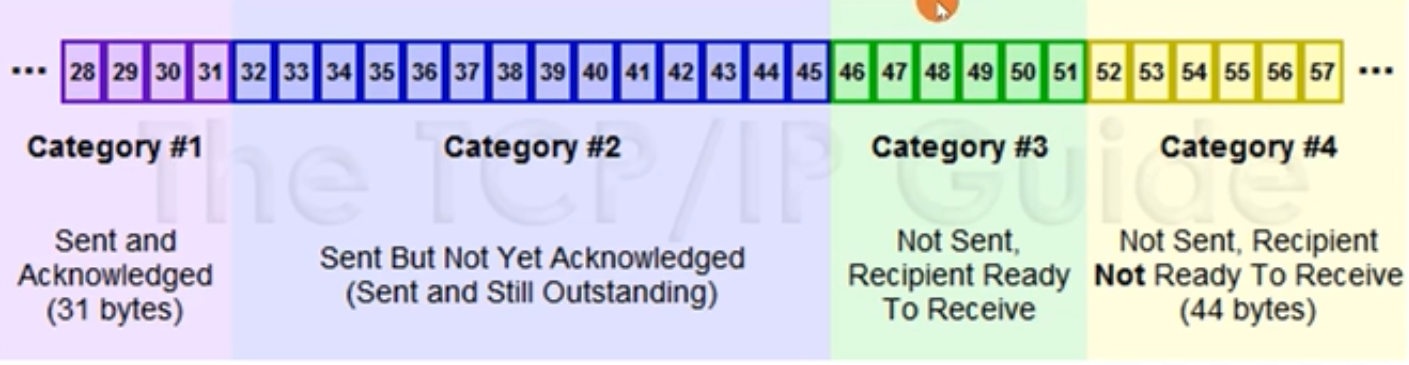 ... 28 29 30 31 32 33 34 35 36 37 38 39 40 41 42 43 44 45 46 47 48 49 50 51 52 53 54 55 56 57 ...
Category #1 Category #2 Category #3 Category #4
The TCP/IP Guide
Sent and
Acknowledged
(31 bytes)
Sent But Not Yet Acknowledged
(Sent and Still Outstanding)
Not Sent,
Recipient Ready
To Receive
Not Sent, Recipient
Not Ready To Receive
(44 bytes)